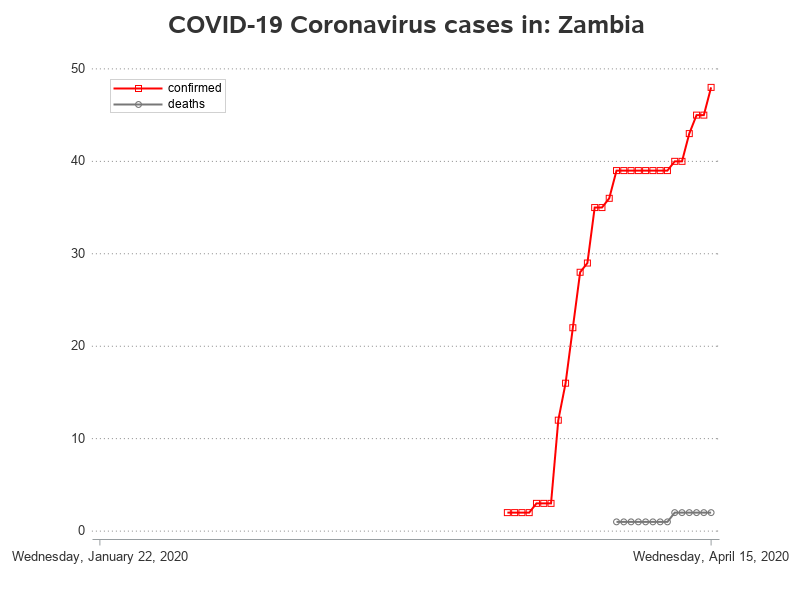 COVID-19 Coronavirus cases in: Zambia
50
confirmed
deaths
40
30
20
10
0
Wednesday, January 22, 2020
Wednesday, April 15, 2020